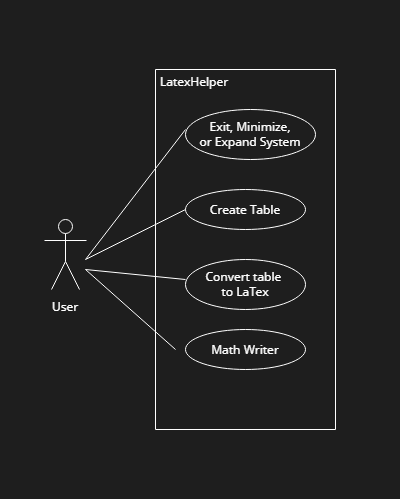 LatexHelper
Exit, Minimize,
or Expand System
Create Table
Convert table
to LaTex
Math Writer
User